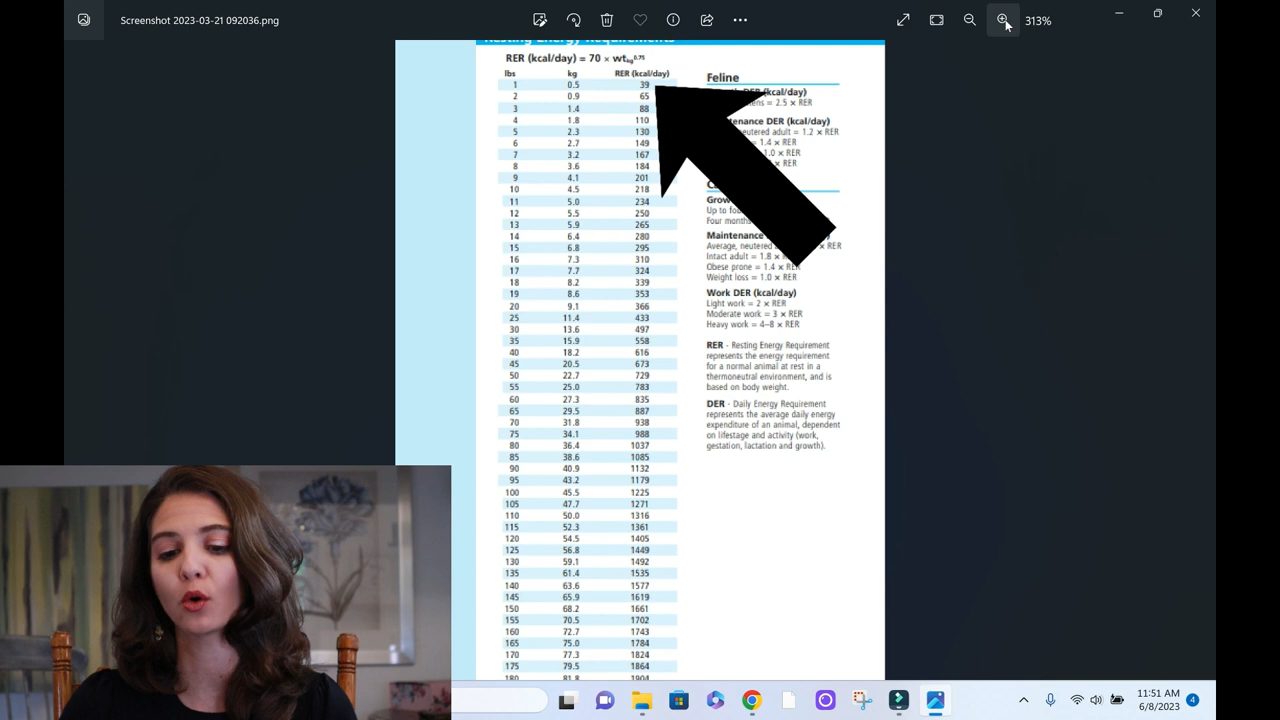 Screenshot 2023-03-21 092036.png
313%
Resting Energy Requirements
RER (kcal/day) = 70 × wtkg0.75
lbs kg RER (kcal/day)
1 0.5 39
2 0.9 65
3 1.4 88
4 1.8 110
5 2.3 130
6 2.7 149
7 3.2 167
8 3.6 184
9 4.1 201
10 4.5 218
11 5.0 234
12 5.5 250
13 5.9 265
14 6.4 280
15 6.8 295
16 7.3 310
17 7.7 324
18 8.2 339
19 8.6 353
20 9.1 366
25 11.4 433
30 13.6 497
35 15.9 558
40 18.2 616
45 20.5 673
50 22.7 729
55 25.0 783
60 27.3 835
65 29.5 887
70 31.8 938
75 34.1 988
80 36.4 1037
85 38.6 1085
90 40.9 1132
95 43.2 1179
100 45.5 1225
105 47.7 1271
110 50.0 1316
115 52.3 1361
120 54.5 1405
125 56.8 1449
130 59.1 1492
135 61.4 1535
140 63.6 1577
145 65.9 1619
150 68.2 1661
155 70.5 1702
160 72.7 1743
165 75.0 1784
170 77.3 1824
175 79.5 1864
180 81.8 1904
Feline
(kcal/day)
= 2.5 × RER
DER (kcal/day)
neutered adult = 1.2 × RER
= 1.4 × RER
1.0 × RER
× RER
Up to
Four months
Maintenance
Average, neutered × RER
Intact adult = 1.8 ×
Obese prone = 1.4 × RER
Weight loss = 1.0 × RER
Work DER (kcal/day)
Light work = 2 × RER
Moderate work = 3 × RER
Heavy work = 4–8 × RER
RER - Resting Energy Requirement
represents the energy requirement
for a normal animal at rest in a
thermoneutral environment, and is
based on body weight.
DER - Daily Energy Requirement
represents the average daily energy
expenditure of an animal, dependent
on lifestage and activity (work,
gestation, lactation and growth).
11:51 AM
6/8/2023
4